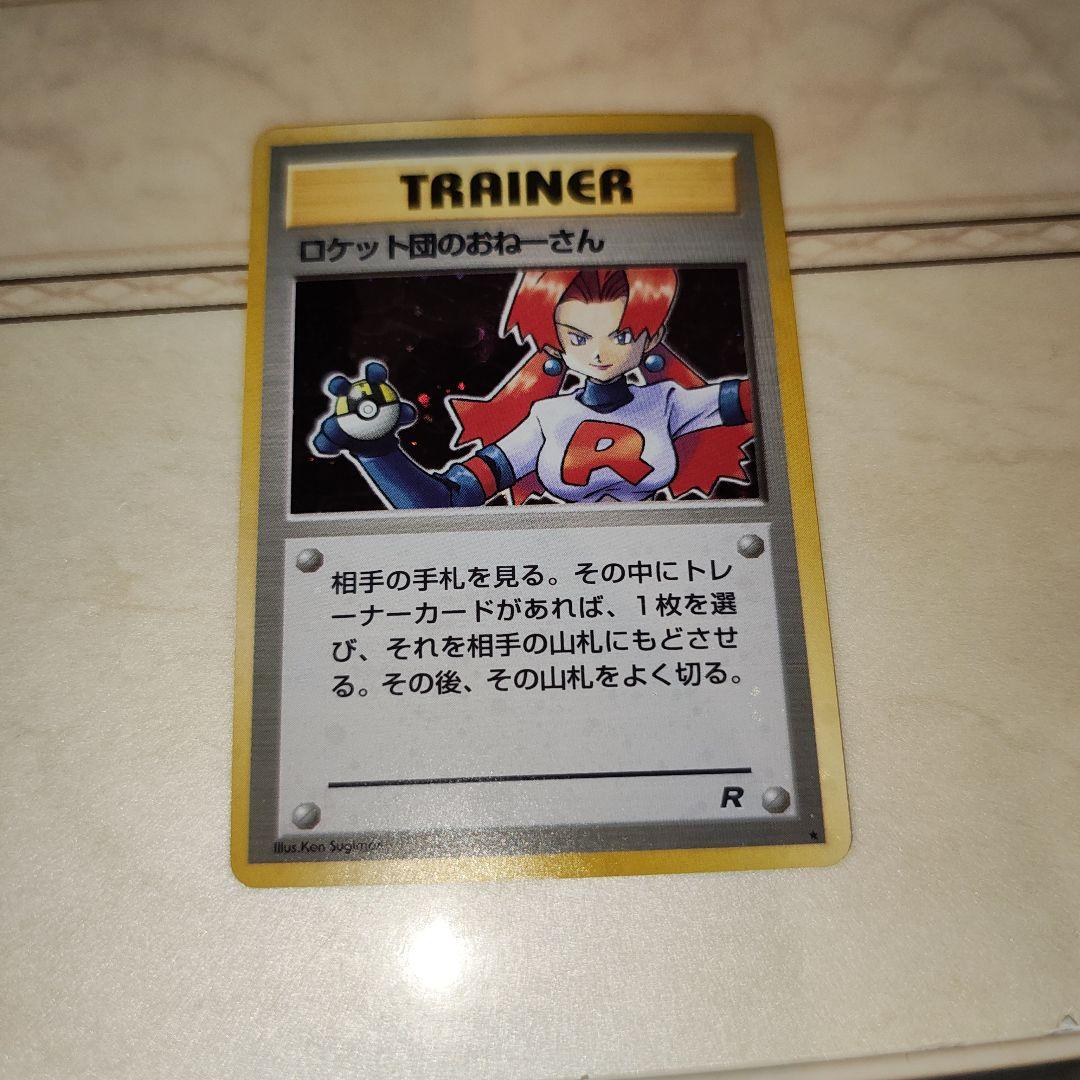 TRAINER
ロケット団のおねーさん
R
相手の手札を見る。その中にトレ
ーナーカードがあれば、1枚を選
び、それを相手の山札にもどさせ
る。その後、その山札をよく切る。
R
Illus.Ken Sugimori